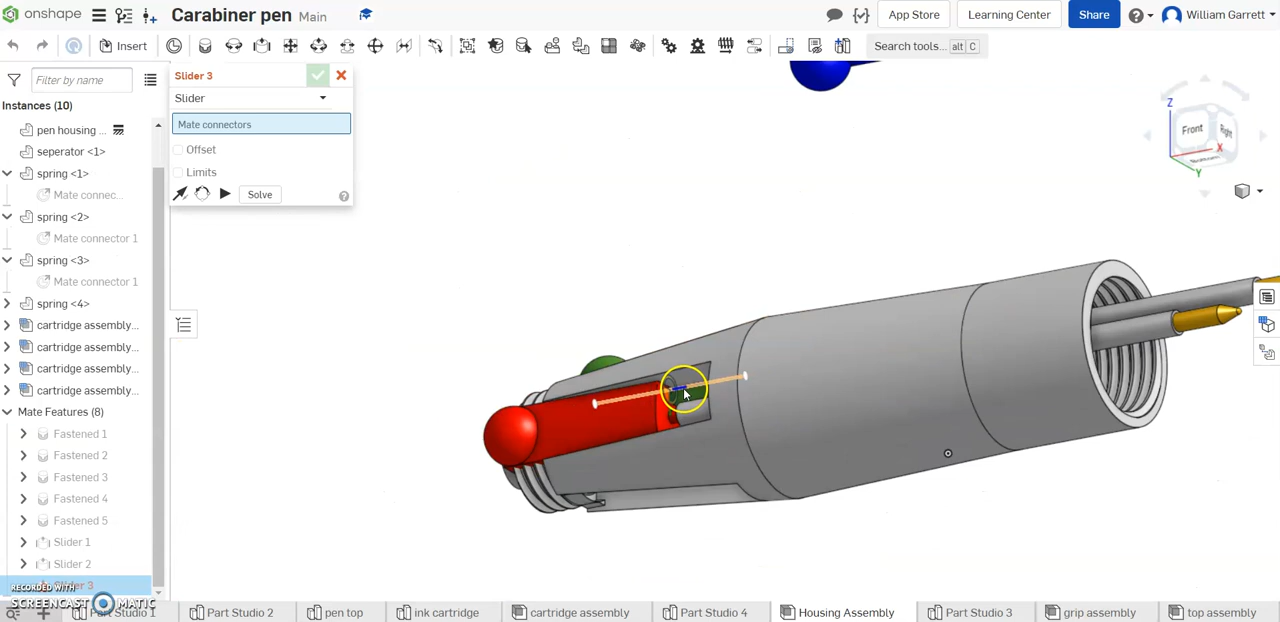 onshape
Carabiner pen Main
App Store
Learning Center
Share
William Garrett
Insert
Search tools... alt C
Filter by name
Instances (10)
pen housing ...
seperator <1>
spring <1>
Mate connec...
spring <2>
Mate connector 1
spring <3>
Mate connector 1
spring <4>
cartridge assembly...
cartridge assembly...
cartridge assembly...
cartridge assembly...
Mate Features (8)
Fastened 1
Fastened 2
Fastened 3
Fastened 4
Fastened 5
Slider 1
Slider 2
Slider 3
Slider 3
Slider
Mate connectors
Offset
Limits
Solve
Z
Front
Right
Bottom
X
Y
RECORDED WITH
SCREENCAST MATIC
Part Studio 1
Part Studio 2
pen top
ink cartridge
cartridge assembly
Part Studio 4
Housing Assembly
Part Studio 3
grip assembly
top assembly